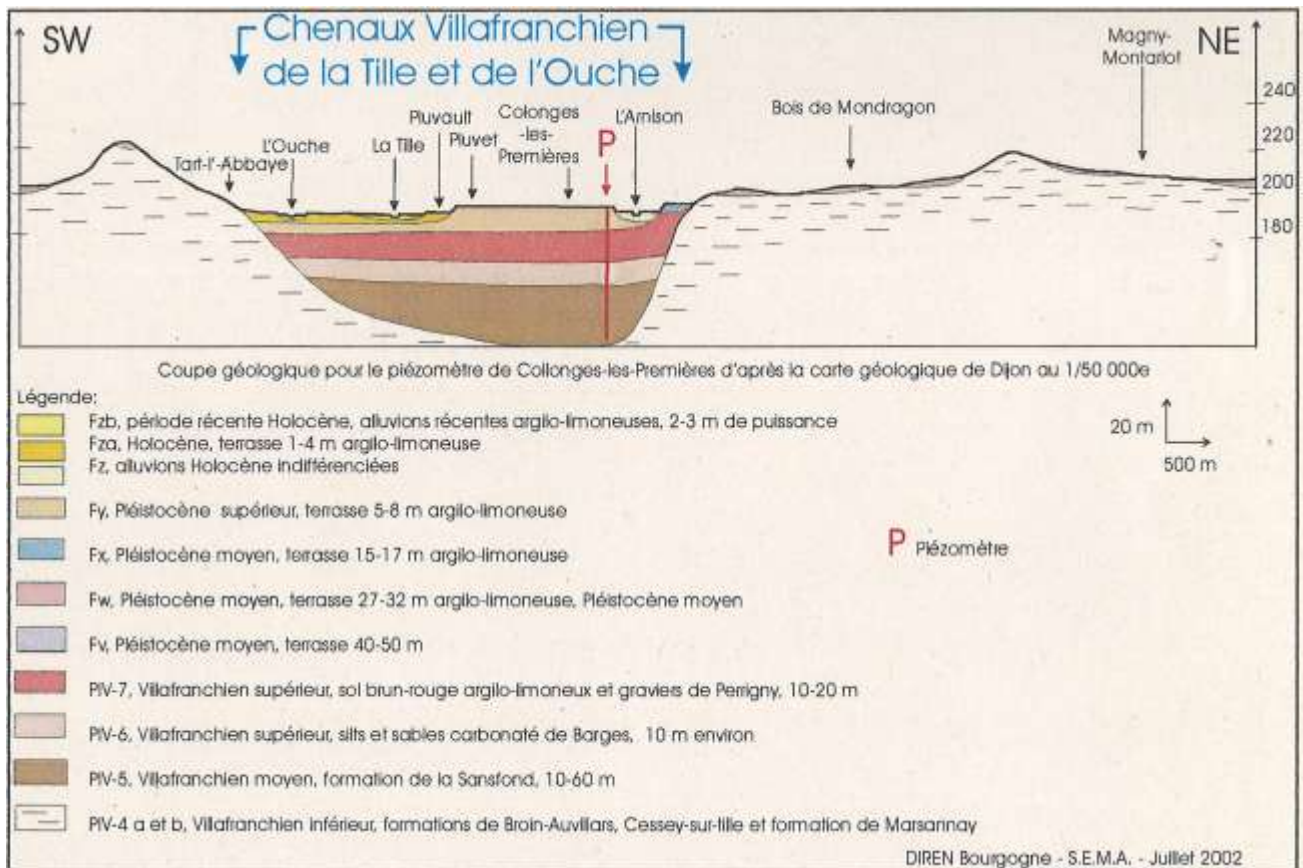 SW
Chenaux Villafranchien
de la Tille et de l'Ouche
NE
Magny-
Montarlot
Bois de Mondragon
L'Arnison
P
Colonges
-les-
Premières
Pluvault
Pluvet
La Tille
L'Ouche
Tart-l'-Abbaye
240
220
200
180
Coupe géologique pour le piézomètre de Collonges-les-Premières d'après la carte géologique de Dijon au 1/50 000e
Légende:
Fzb, période récente Holocène, alluvions récentes argilo-limoneuses, 2-3 m de puissance
Fza, Holocène, terrasse 1-4 m argilo-limoneuse
Fz, alluvions Holocène indifférenciées
20 m
500 m
Fy, Pléistocène supérieur, terrasse 5-8 m argilo-limoneuse
Fx, Pléistocène moyen, terrasse 15-17 m argilo-limoneuse
P Piézomètre
Fw, Pléistocène moyen, terrasse 27-32 m argilo-limoneuse, Pléistocène moyen
Fv, Pléistocène moyen, terrasse 40-50 m
PIV-7, Villafranchien supérieur, sol brun-rouge argilo-limoneux et graviers de Perrigny, 10-20 m
PIV-6, Villafranchien supérieur, silts et sables carbonaté de Barges, 10 m environ
PIV-5, Villafranchien moyen, formation de la Sansfond, 10-60 m
PIV-4 a et b, Villafranchien inférieur, formations de Broin-Auvillars, Cessey-sur-tille et formation de Marsannay
DIREN Bourgogne - S.E.M.A. - Juillet 2002